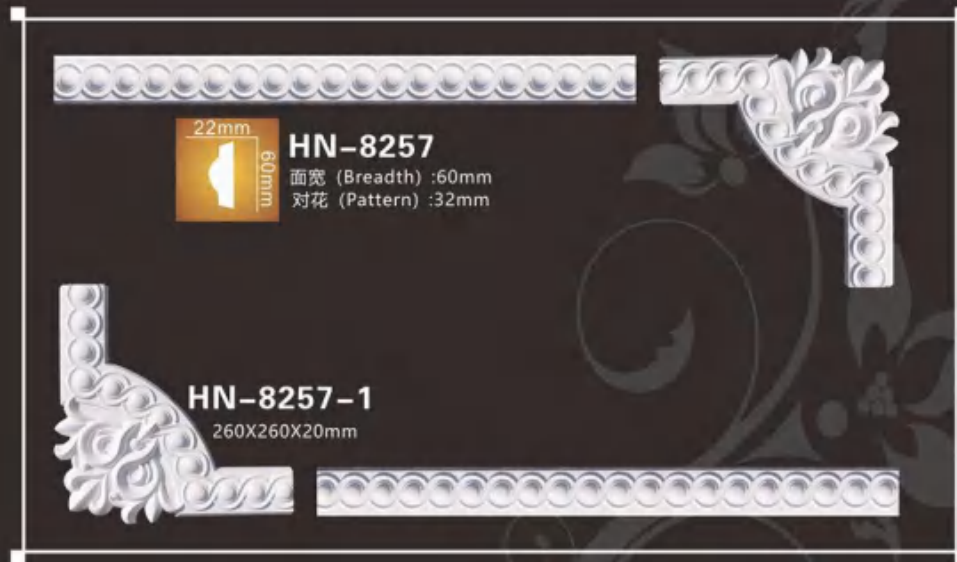 22mm
60mm
HN-8257
面宽 (Breadth) :60mm
对花 (Pattern) :32mm
HN-8257-1
260X260X20mm